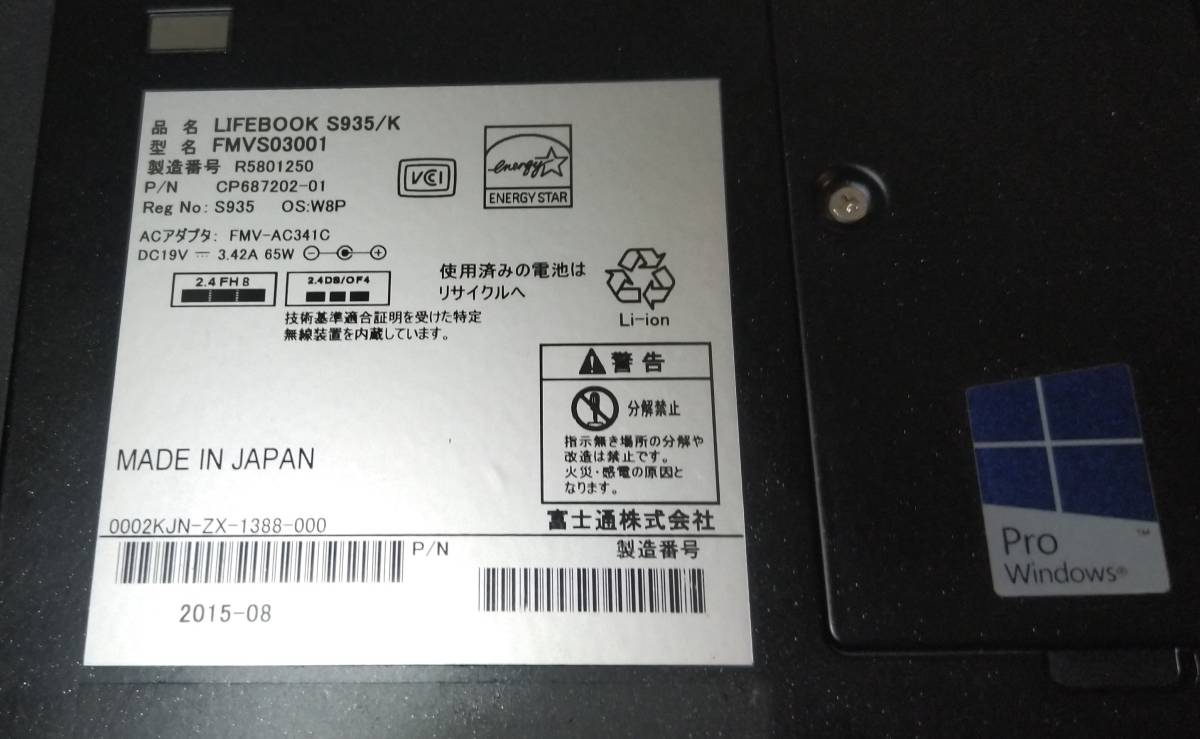 品 名 LIFEBOOK S935/K
型 名 FMVS03001
製造番号 R5801250
P/N CP687202-01
Reg No: S935 OS:W8P
VCCI
energy
ENERGY STAR
ACアダプタ: FMV-AC341C
DC19V ⎓ 3.42A 65W
2.4 FH 8
2.4DS/OF4
技術基準適合証明を受けた特定
無線装置を内蔵しています。
使用済みの電池は
リサイクルへ
Li-ion
警 告
分解禁止
指示無き場所の分解や
改造は禁止です。
火災・感電の原因と
なります。
MADE IN JAPAN
0002KJN-ZX-1388-000
富士通株式会社
P/N
製造番号
2015-08
Pro
Windows®
™